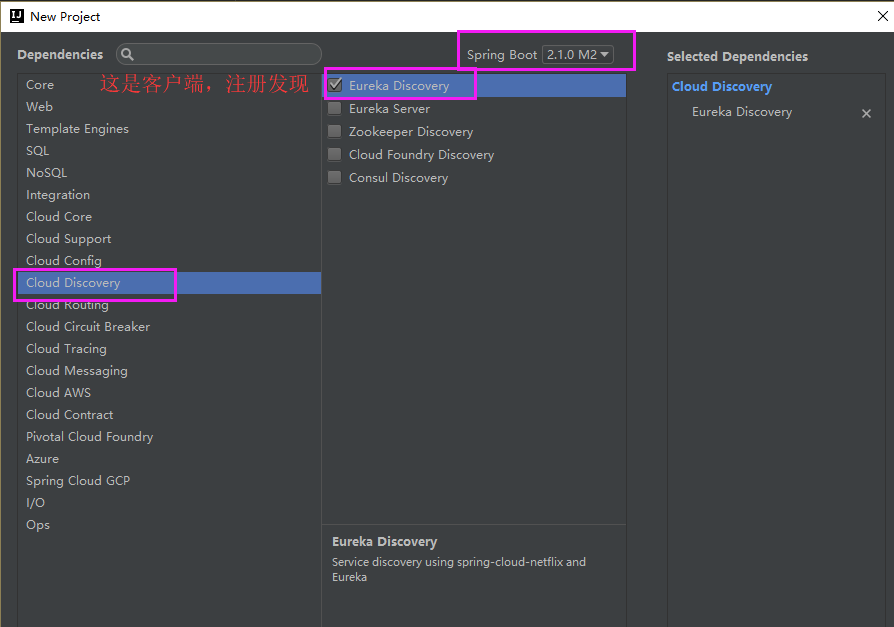 New Project
Dependencies
Spring Boot 2.1.0 M2
Selected Dependencies
这是客户端，注册发现
Core
Web
Template Engines
SQL
NoSQL
Integration
Cloud Core
Cloud Support
Cloud Config
Cloud Discovery
Cloud Routing
Cloud Circuit Breaker
Cloud Tracing
Cloud Messaging
Cloud AWS
Cloud Contract
Pivotal Cloud Foundry
Azure
Spring Cloud GCP
I/O
Ops
Eureka Discovery
Eureka Server
Zookeeper Discovery
Cloud Foundry Discovery
Consul Discovery
Eureka Discovery
Service discovery using spring-cloud-netflix and
Eureka
Cloud Discovery
Eureka Discovery